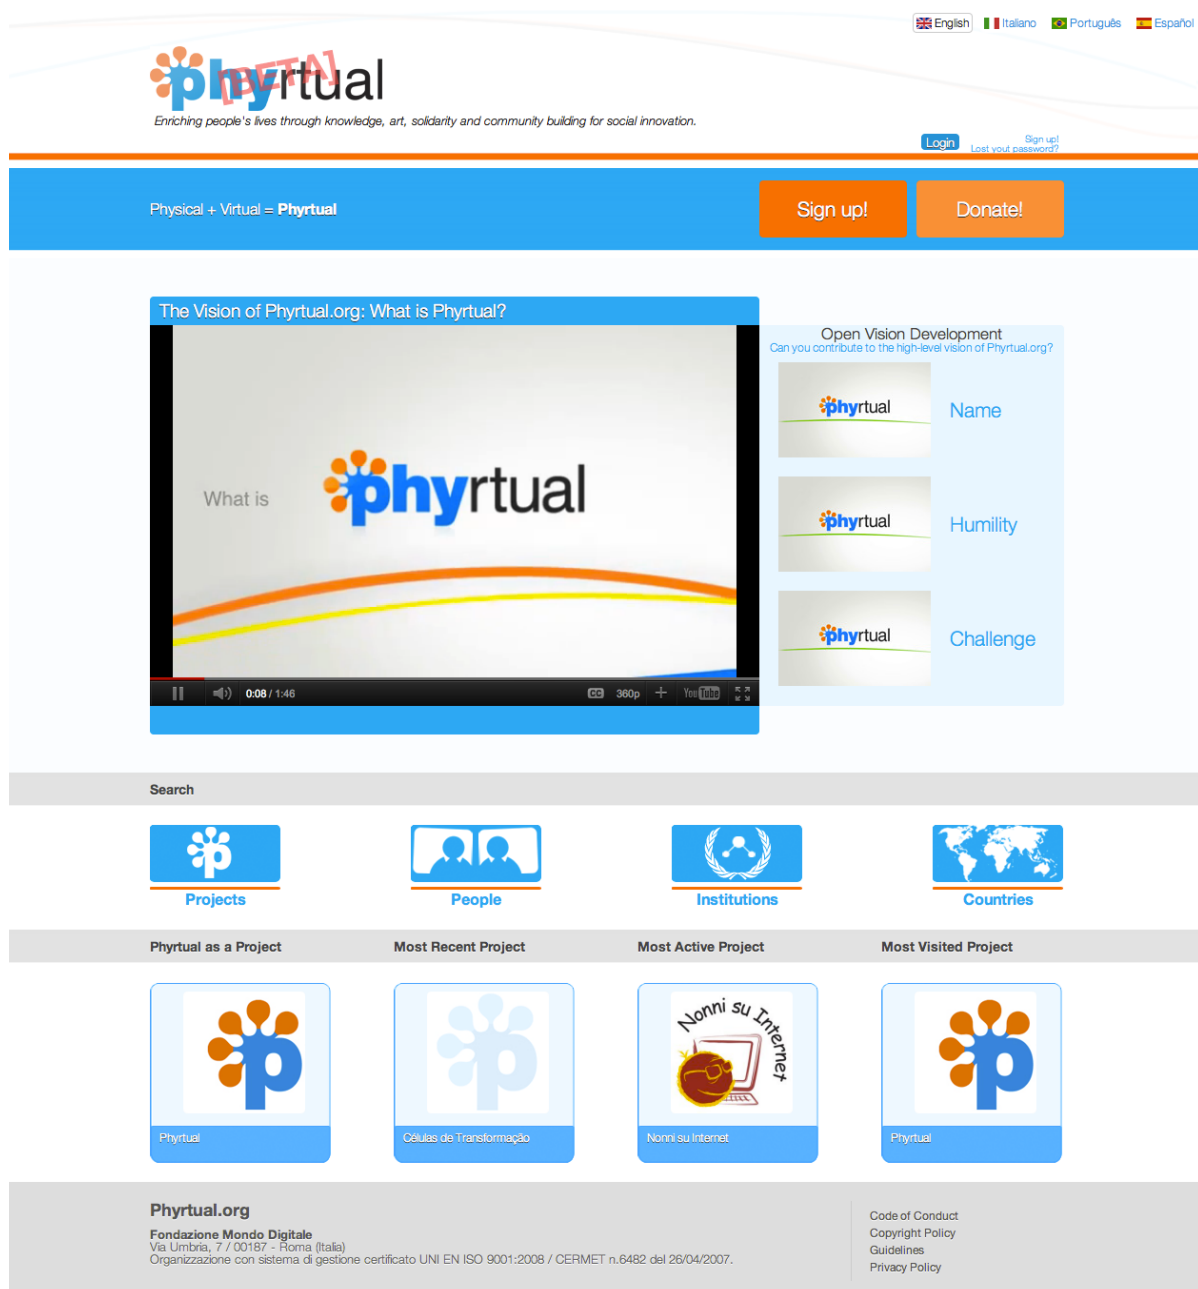 English Italiano Português Español
phyrtual
[BETA]
Enriching people's lives through knowledge, art, solidarity and community building for social innovation.
Login
Sign up!
Lost yout password?
Physical + Virtual = Phyrtual
Sign up!
Donate!
The Vision of Phyrtual.org: What is Phyrtual?
What is phyrtual
0:08 / 1:46
CC 360p YouTube
Open Vision Development
Can you contribute to the high-level vision of Phyrtual.org?
phyrtual
Name
phyrtual
Humility
phyrtual
Challenge
Search
Projects
People
Institutions
Countries
Phyrtual as a Project
Most Recent Project
Most Active Project
Most Visited Project
p
p
Nonni su Internet
p
Phyrtual
Células de Transformação
Nonni su Internet
Phyrtual
Phyrtual.org
Fondazione Mondo Digitale
Via Umbria, 7 / 00187 - Roma (Italia)
Organizzazione con sistema di gestione certificato UNI EN ISO 9001:2008 / CERMET n.6482 del 26/04/2007.
Code of Conduct
Copyright Policy
Guidelines
Privacy Policy